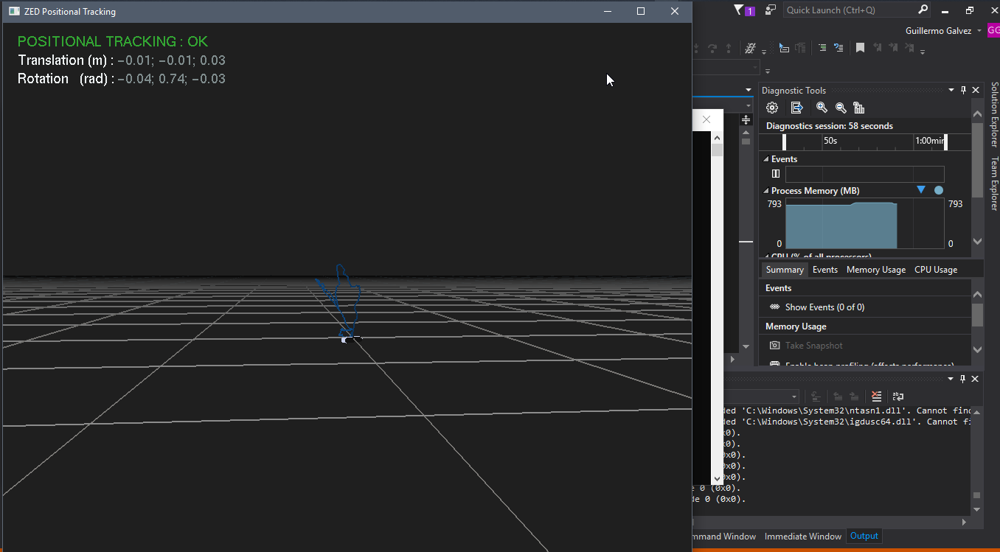 ZED Positional Tracking
POSITIONAL TRACKING : OK
Translation (m) : -0.01; -0.01; 0.03
Rotation (rad) : -0.04; 0.74; -0.03
1
Quick Launch (Ctrl+Q)
Guillermo Galvez
GG
Solution Explorer
Team Explorer
Diagnostic Tools
Diagnostics session: 58 seconds
50s
1:00min
Events
Process Memory (MB)
793
793
0
0
CPU (% of all processors)
Summary
Events
Memory Usage
CPU Usage
Events
Show Events (0 of 0)
Memory Usage
Take Snapshot
Enable heap profiling (affects performance)
ded 'C:\Windows\System32\ntasn1.dll'. Cannot find
ded 'C:\Windows\System32\igdusc64.dll'. Cannot fi
x0).
x0).
0x0).
0x0).
0x0).
e 0 (0x0).
de 0 (0x0).
mmand Window
Immediate Window
Output